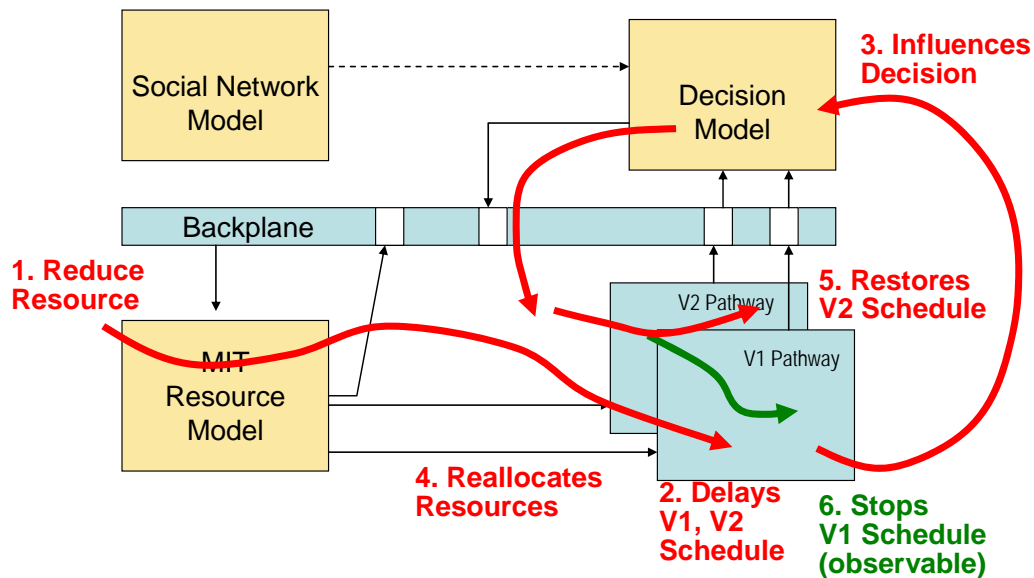 Social Network
Model
Decision
Model
3. Influences
Decision
Backplane
1. Reduce
Resource
MIT
Resource
Model
V2 Pathway
V1 Pathway
5. Restores
V2 Schedule
4. Reallocates
Resources
2. Delays
V1, V2
Schedule
6. Stops
V1 Schedule
(observable)